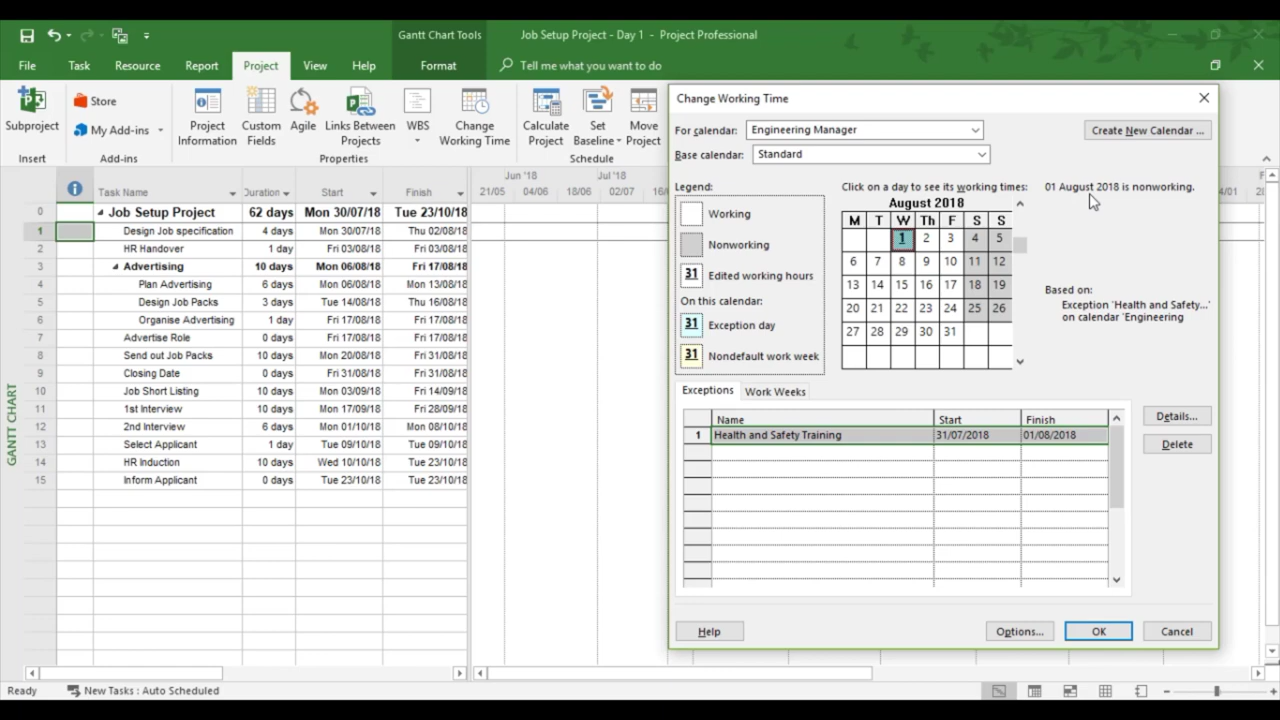 Gantt Chart Tools
Job Setup Project - Day 1 - Project Professional
File Task Resource Report Project View Help Format Tell me what you want to do
Subproject
Insert
Store
My Add-ins
Add-ins
Project Information
Custom Fields
Agile
Links Between Projects
WBS
Change Working Time
Properties
Calculate Project
Set Baseline
Move Project
Schedule
Jun '18 Jul '18
Task Name Duration Start Finish 21/05 04/06 18/06 02/07
0 Job Setup Project 62 days Mon 30/07/18 Tue 23/10/18
1 Design Job specification 4 days Mon 30/07/18 Thu 02/08/18
2 HR Handover 1 day Fri 03/08/18 Fri 03/08/18
3 Advertising 10 days Mon 06/08/18 Fri 17/08/18
4 Plan Advertising 6 days Mon 06/08/18 Mon 13/08/18
5 Design Job Packs 3 days Tue 14/08/18 Thu 16/08/18
6 Organise Advertising 1 day Fri 17/08/18 Fri 17/08/18
7 Advertise Role 0 days Fri 17/08/18 Fri 17/08/18
8 Send out Job Packs 10 days Mon 20/08/18 Fri 31/08/18
9 Closing Date 0 days Fri 31/08/18 Fri 31/08/18
10 Job Short Listing 10 days Mon 03/09/18 Fri 14/09/18
11 1st Interview 10 days Mon 17/09/18 Fri 28/09/18
12 2nd Interview 6 days Mon 01/10/18 Mon 08/10/18
13 Select Applicant 1 day Tue 09/10/18 Tue 09/10/18
14 HR Induction 10 days Wed 10/10/18 Tue 23/10/18
15 Inform Applicant 0 days Tue 23/10/18 Tue 23/10/18
GANTT CHART
Change Working Time
For calendar: Engineering Manager
Create New Calendar ...
Base calendar: Standard
Legend:
Working
Nonworking
31 Edited working hours
On this calendar:
31 Exception day
31 Nondefault work week
Click on a day to see its working times:
August 2018
M T W Th F S S
1 2 3 4 5
6 7 8 9 10 11 12
13 14 15 16 17 18 19
20 21 22 23 24 25 26
27 28 29 30 31
01 August 2018 is nonworking.
Based on:
Exception 'Health and Safety...'
on calendar 'Engineering
Exceptions Work Weeks
Name Start Finish
1 Health and Safety Training 31/07/2018 01/08/2018
Details...
Delete
Help Options... OK Cancel
Ready New Tasks : Auto Scheduled